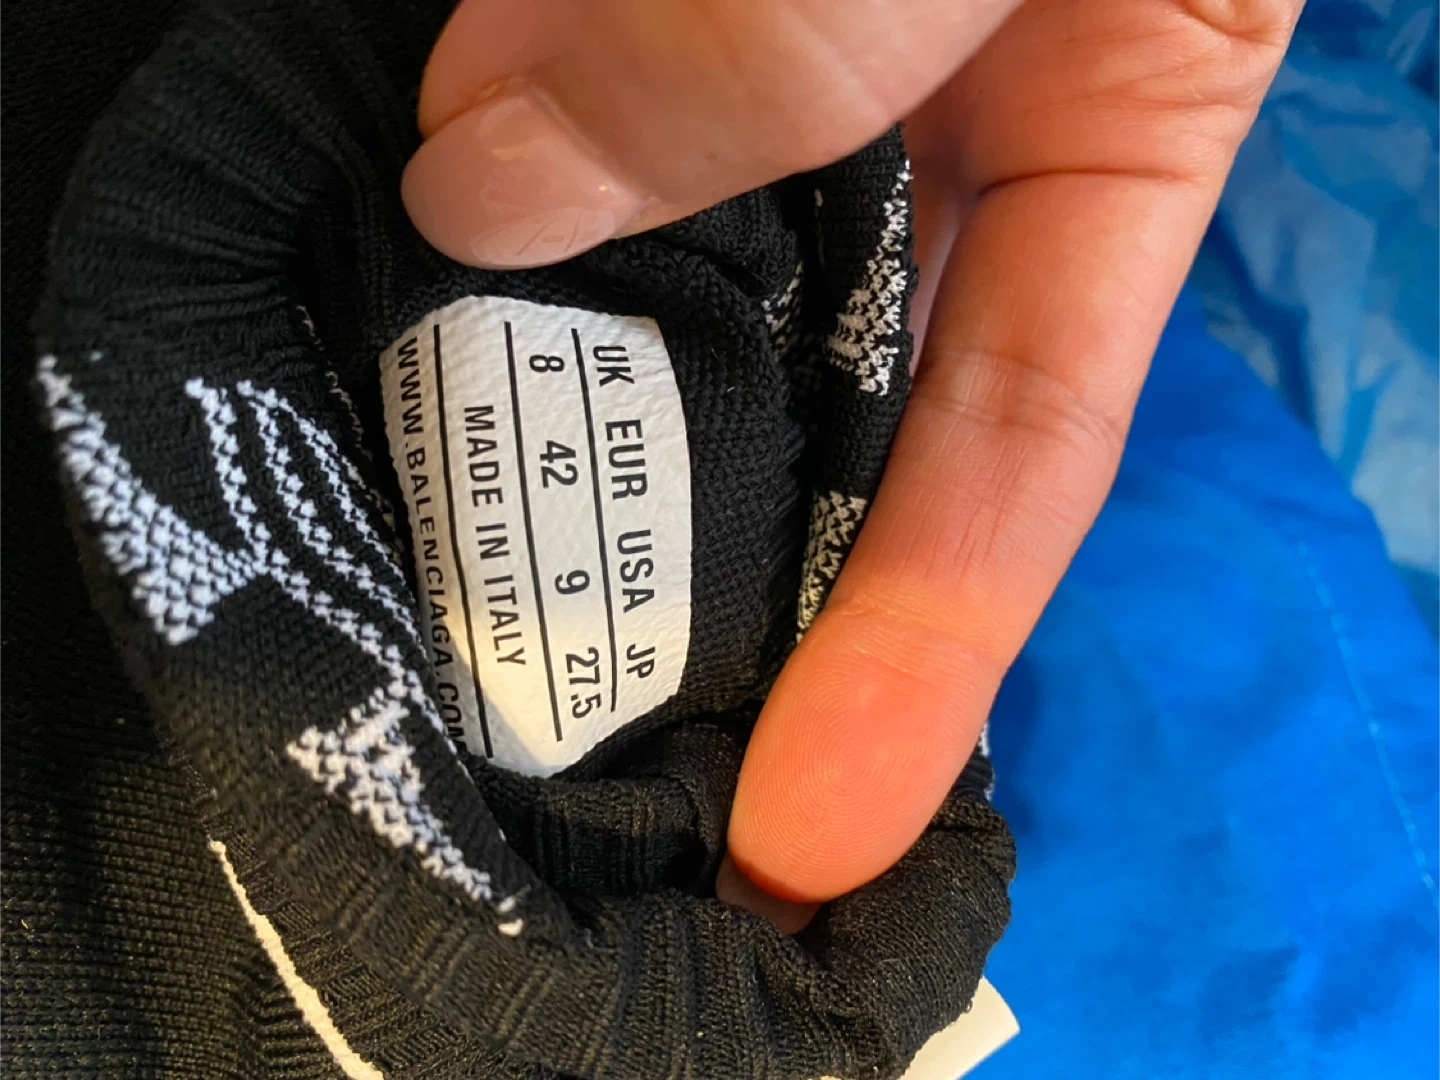 UK EUR USA JP
8 42 9 27.5
MADE IN ITALY
WWW.BALENCIAGA.COM